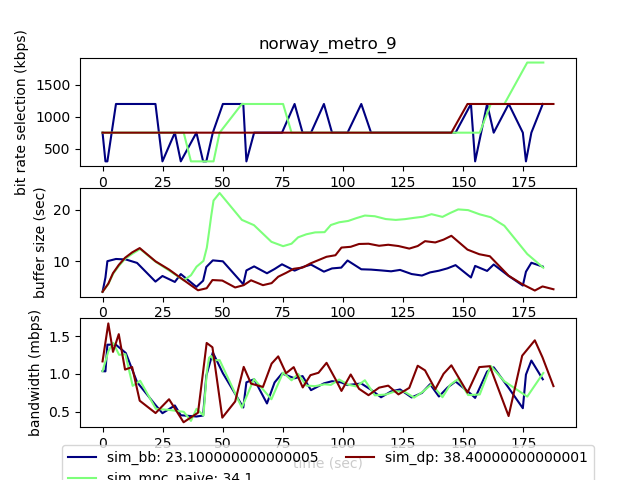 norway_metro_9
bit rate selection (kbps)
1500
1000
500
0 25 50 75 100 125 150 175
buffer size (sec)
20
10
0 25 50 75 100 125 150 175
bandwidth (mbps)
1.5
1.0
0.5
0 25 50 75 100 125 150 175
time (sec)
sim_bb: 23.100000000000005 sim_dp: 38.40000000000001
sim_mpc_naive: 34.1